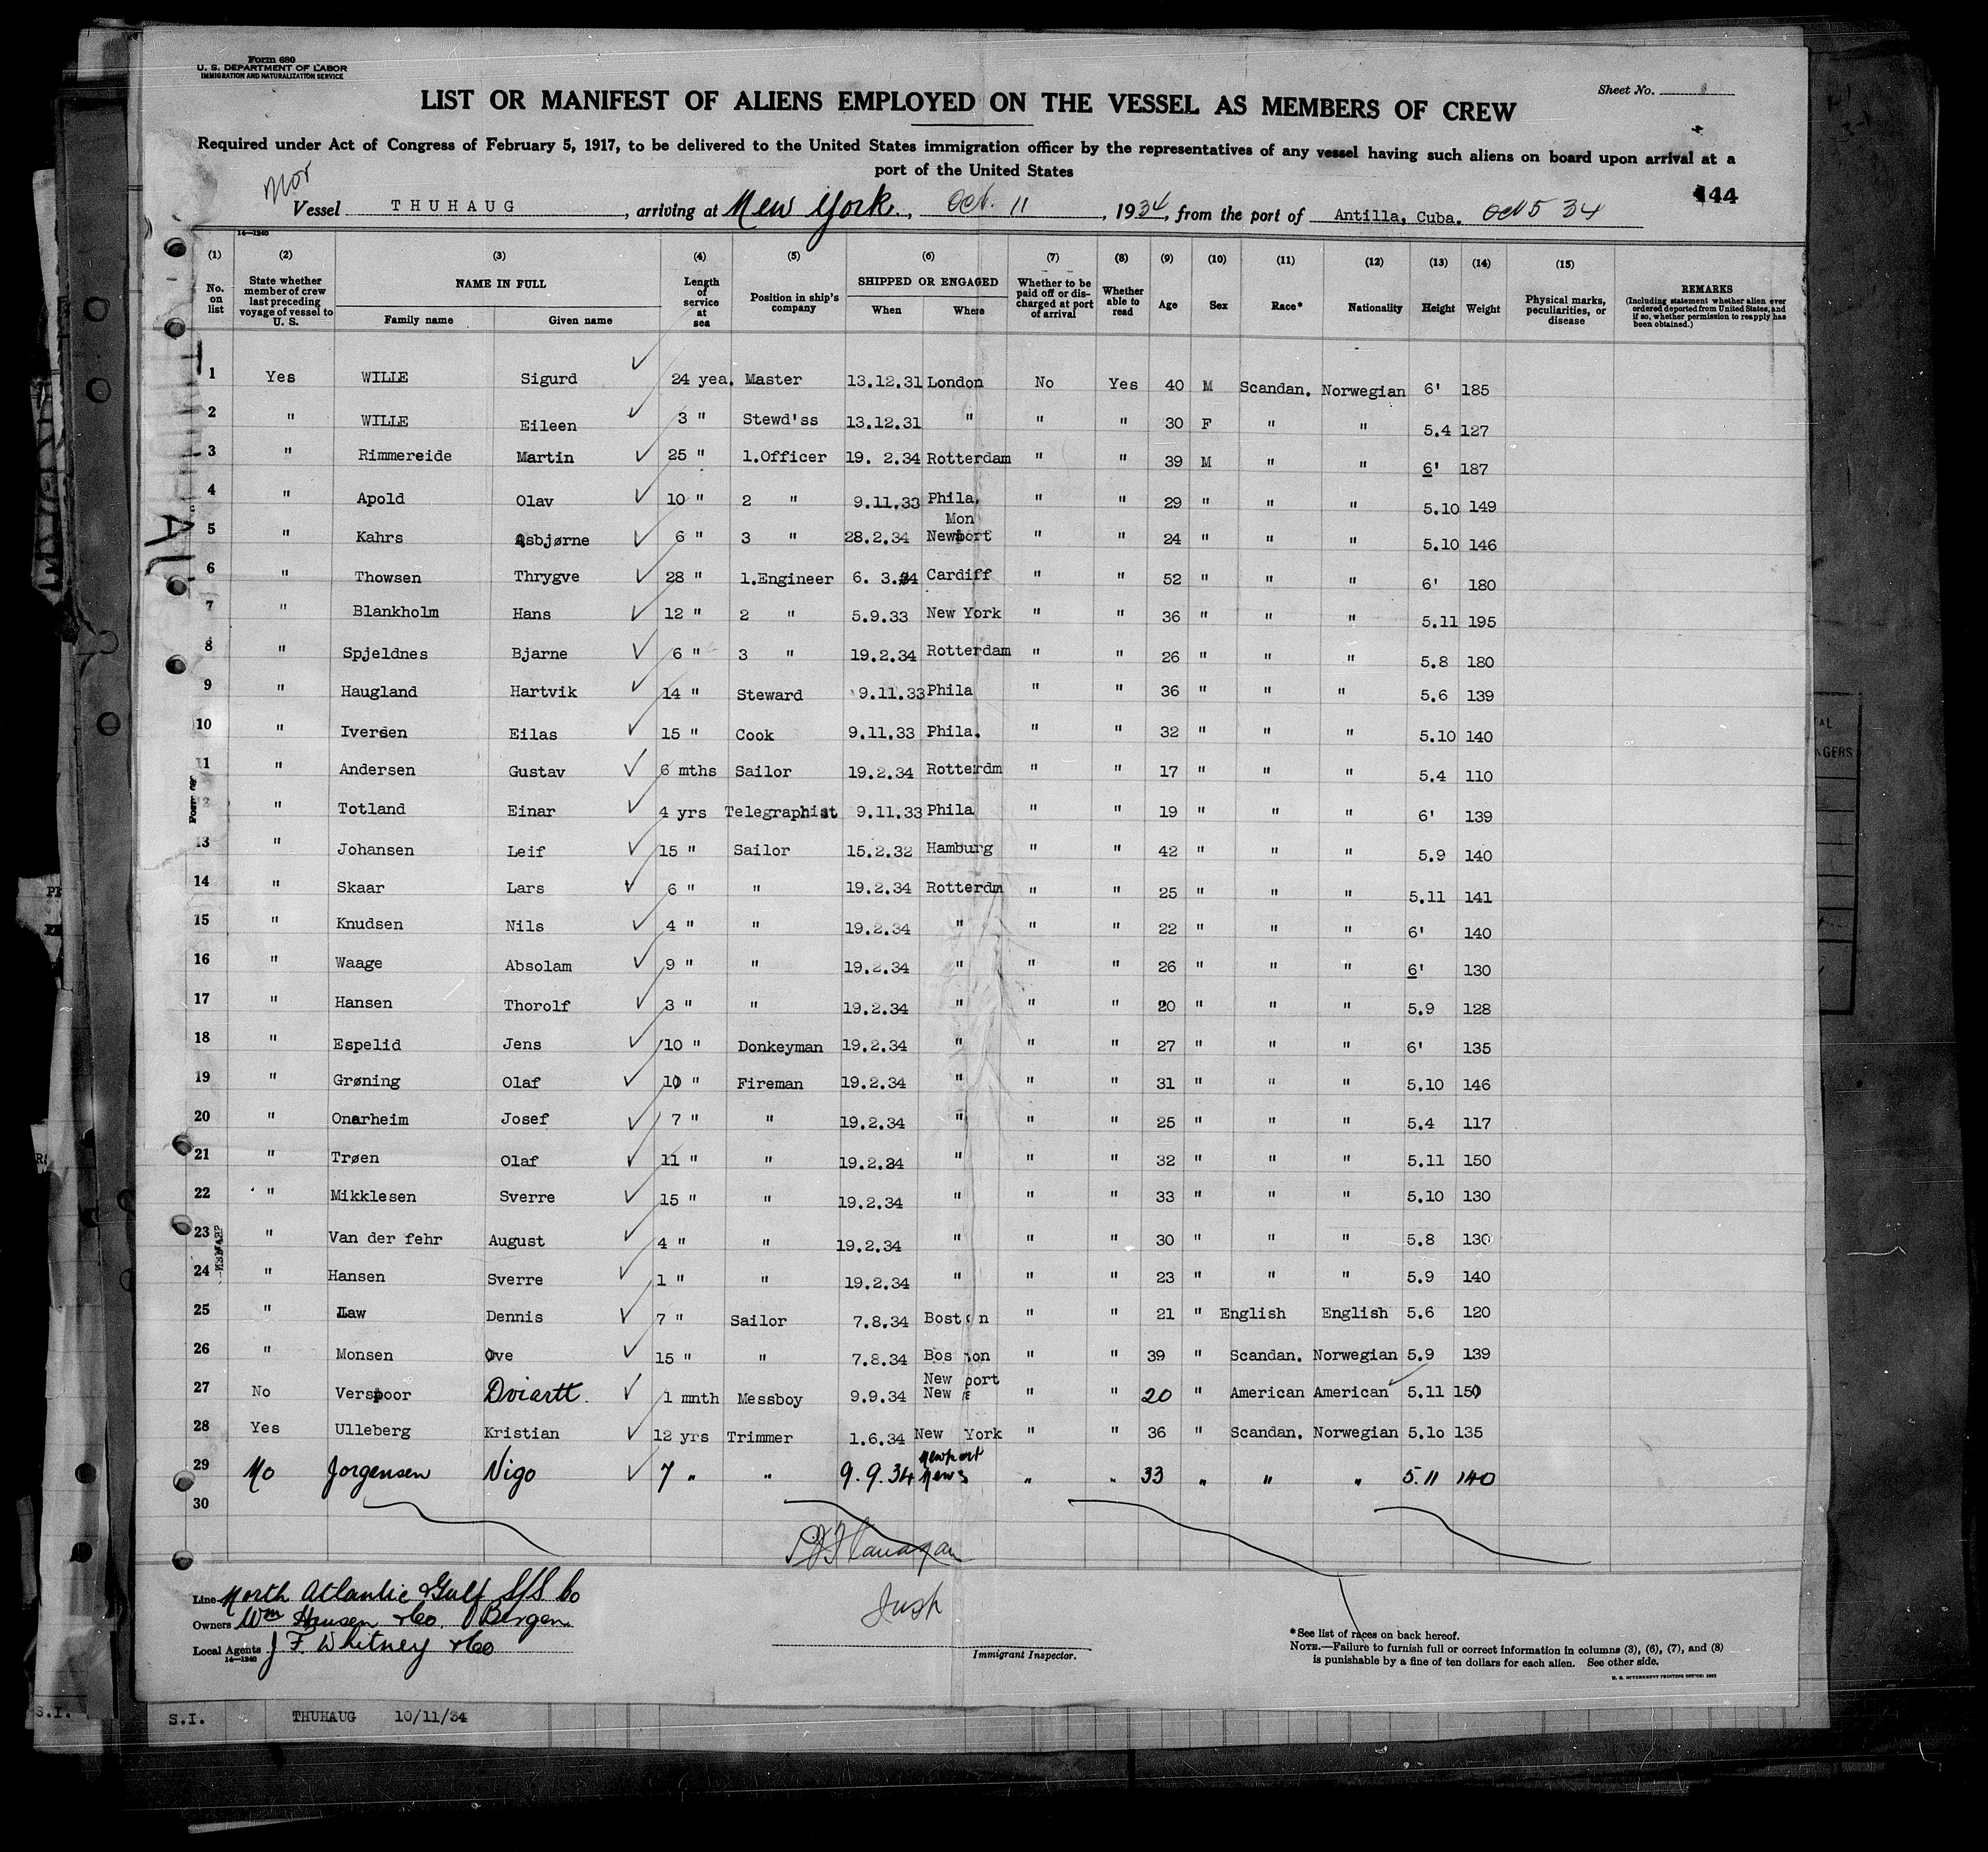 Form 680
U. S. DEPARTMENT OF LABOR
IMMIGRATION AND NATURALIZATION SERVICE
Sheet No.
LIST OR MANIFEST OF ALIENS EMPLOYED ON THE VESSEL AS MEMBERS OF CREW
Required under Act of Congress of February 5, 1917, to be delivered to the United States immigration officer by the representatives of any vessel having such aliens on board upon arrival at a
port of the United States
Nor
144
Vessel THUHAUG, arriving at New York, Oct. 11, 1934, from the port of Antilla, Cuba. Oct 5 34
14—1240
(1) (2) (3) (4) (5) (6) (7) (8) (9) (10) (11) (12) (13) (14) (15)
No. on list State whether member of crew last preceding voyage of vessel to U. S. NAME IN FULL Family name Given name Length of service at sea Position in ship's company SHIPPED OR ENGAGED When Where Whether to be paid off or discharged at port of arrival Whether able to read Age Sex Race* Nationality Height Weight Physical marks, peculiarities, or disease REMARKS (Including statement whether alien ever ordered deported from United States, and if so, whether permission to reapply has been obtained.)
1 Yes WILLE Sigurd 24 yea. Master 13.12.31 London No Yes 40 M Scandan. Norwegian 6' 185
2 " WILLE Eileen 3 " Stewd'ss 13.12.31 " " " 30 F " " 5.4 127
3 " Rimmereide Martin 25 " 1.Officer 19. 2.34 Rotterdam " " 39 M " " 6' 187
4 " Apold Olav 10 " 2 " 9.11.33 Phila. " " 29 " " " 5.10 149
5 " Kahrs Asbjørne 6 " 3 " 28.2.34 Newport Mon " " 24 " " " 5.10 146
6 " Thowsen Thrygve 28 " 1.Engineer 6. 3.34 Cardiff " " 52 " " " 6' 180
7 " Blankholm Hans 12 " 2 " 5.9.33 New York " " 36 " " " 5.11 195
8 " Spjeldnes Bjarne 6 " 3 " 19.2.34 Rotterdam " " 26 " " " 5.8 180
9 " Haugland Hartvik 14 " Steward 9.11.33 Phila " " 36 " " " 5.6 139
10 " Iversen Eilas 15 " Cook 9.11.33 Phila. " " 32 " " " 5.10 140
11 " Andersen Gustav 6 mths Sailor 19.2.34 Rotterdm " " 17 " " " 5.4 110
12 " Totland Einar 4 yrs Telegraphist 9.11.33 Phila " " 19 " " " 6' 139
13 " Johansen Leif 15 " Sailor 15.2.32 Hamburg " " 42 " " " 5.9 140
14 " Skaar Lars 6 " " 19.2.34 Rotterdm " " 25 " " " 5.11 141
15 " Knudsen Nils 4 " " 19.2.34 " " " 22 " " " 6' 140
16 " Waage Absolam 9 " " 19.2.34 " " " 26 " " " 6' 130
17 " Hansen Thorolf 3 " " 19.2.34 " " " 20 " " " 5.9 128
18 " Espelid Jens 10 " Donkeyman 19.2.34 " " " 27 " " " 6' 135
19 " Grøning Olaf 10 " Fireman 19.2.34 " " " 31 " " " 5.10 146
20 " Onarheim Josef 7 " " 19.2.34 " " " 25 " " " 5.4 117
21 " Trøen Olaf 11 " " 19.2.34 " " " 32 " " " 5.11 150
22 " Mikklesen Sverre 15 " " 19.2.34 " " " 33 " " " 5.10 130
23 " Van der fehr August 4 " " 19.2.34 " " " 30 " " " 5.8 130
24 " Hansen Sverre 1 " " 19.2.34 " " " 23 " " " 5.9 140
25 " Law Dennis 7 " Sailor 7.8.34 Boston " " 21 " English English 5.6 120
26 " Monsen Ove 15 " " 7.8.34 Boston " " 39 " Scandan. Norwegian 5.9 139
27 No Verspoor Doiartt. 1 mnth Messboy 9.9.34 New port New s " " 20 " American American 5.11 150
28 Yes Ulleberg Kristian 12 yrs Trimmer 1.6.34 New York " " 36 " Scandan. Norwegian 5.10 135
29 No Jorgensen Vigo 7 " " 9.9.34 Newport News " " 33 " " " 5.11 140
30
Line North Atlantic & Gulf S/S Co
Owners Wm Hansen & Co. Bergen
Local Agents J F Whitney & Co
14—1240
Immigrant Inspector.
*See list of races on back hereof.
NOTE.—Failure to furnish full or correct information in columns (3), (6), (7), and (8)
is punishable by a fine of ten dollars for each alien. See other side.
S.I. S.I. THUHAUG 10/11/34